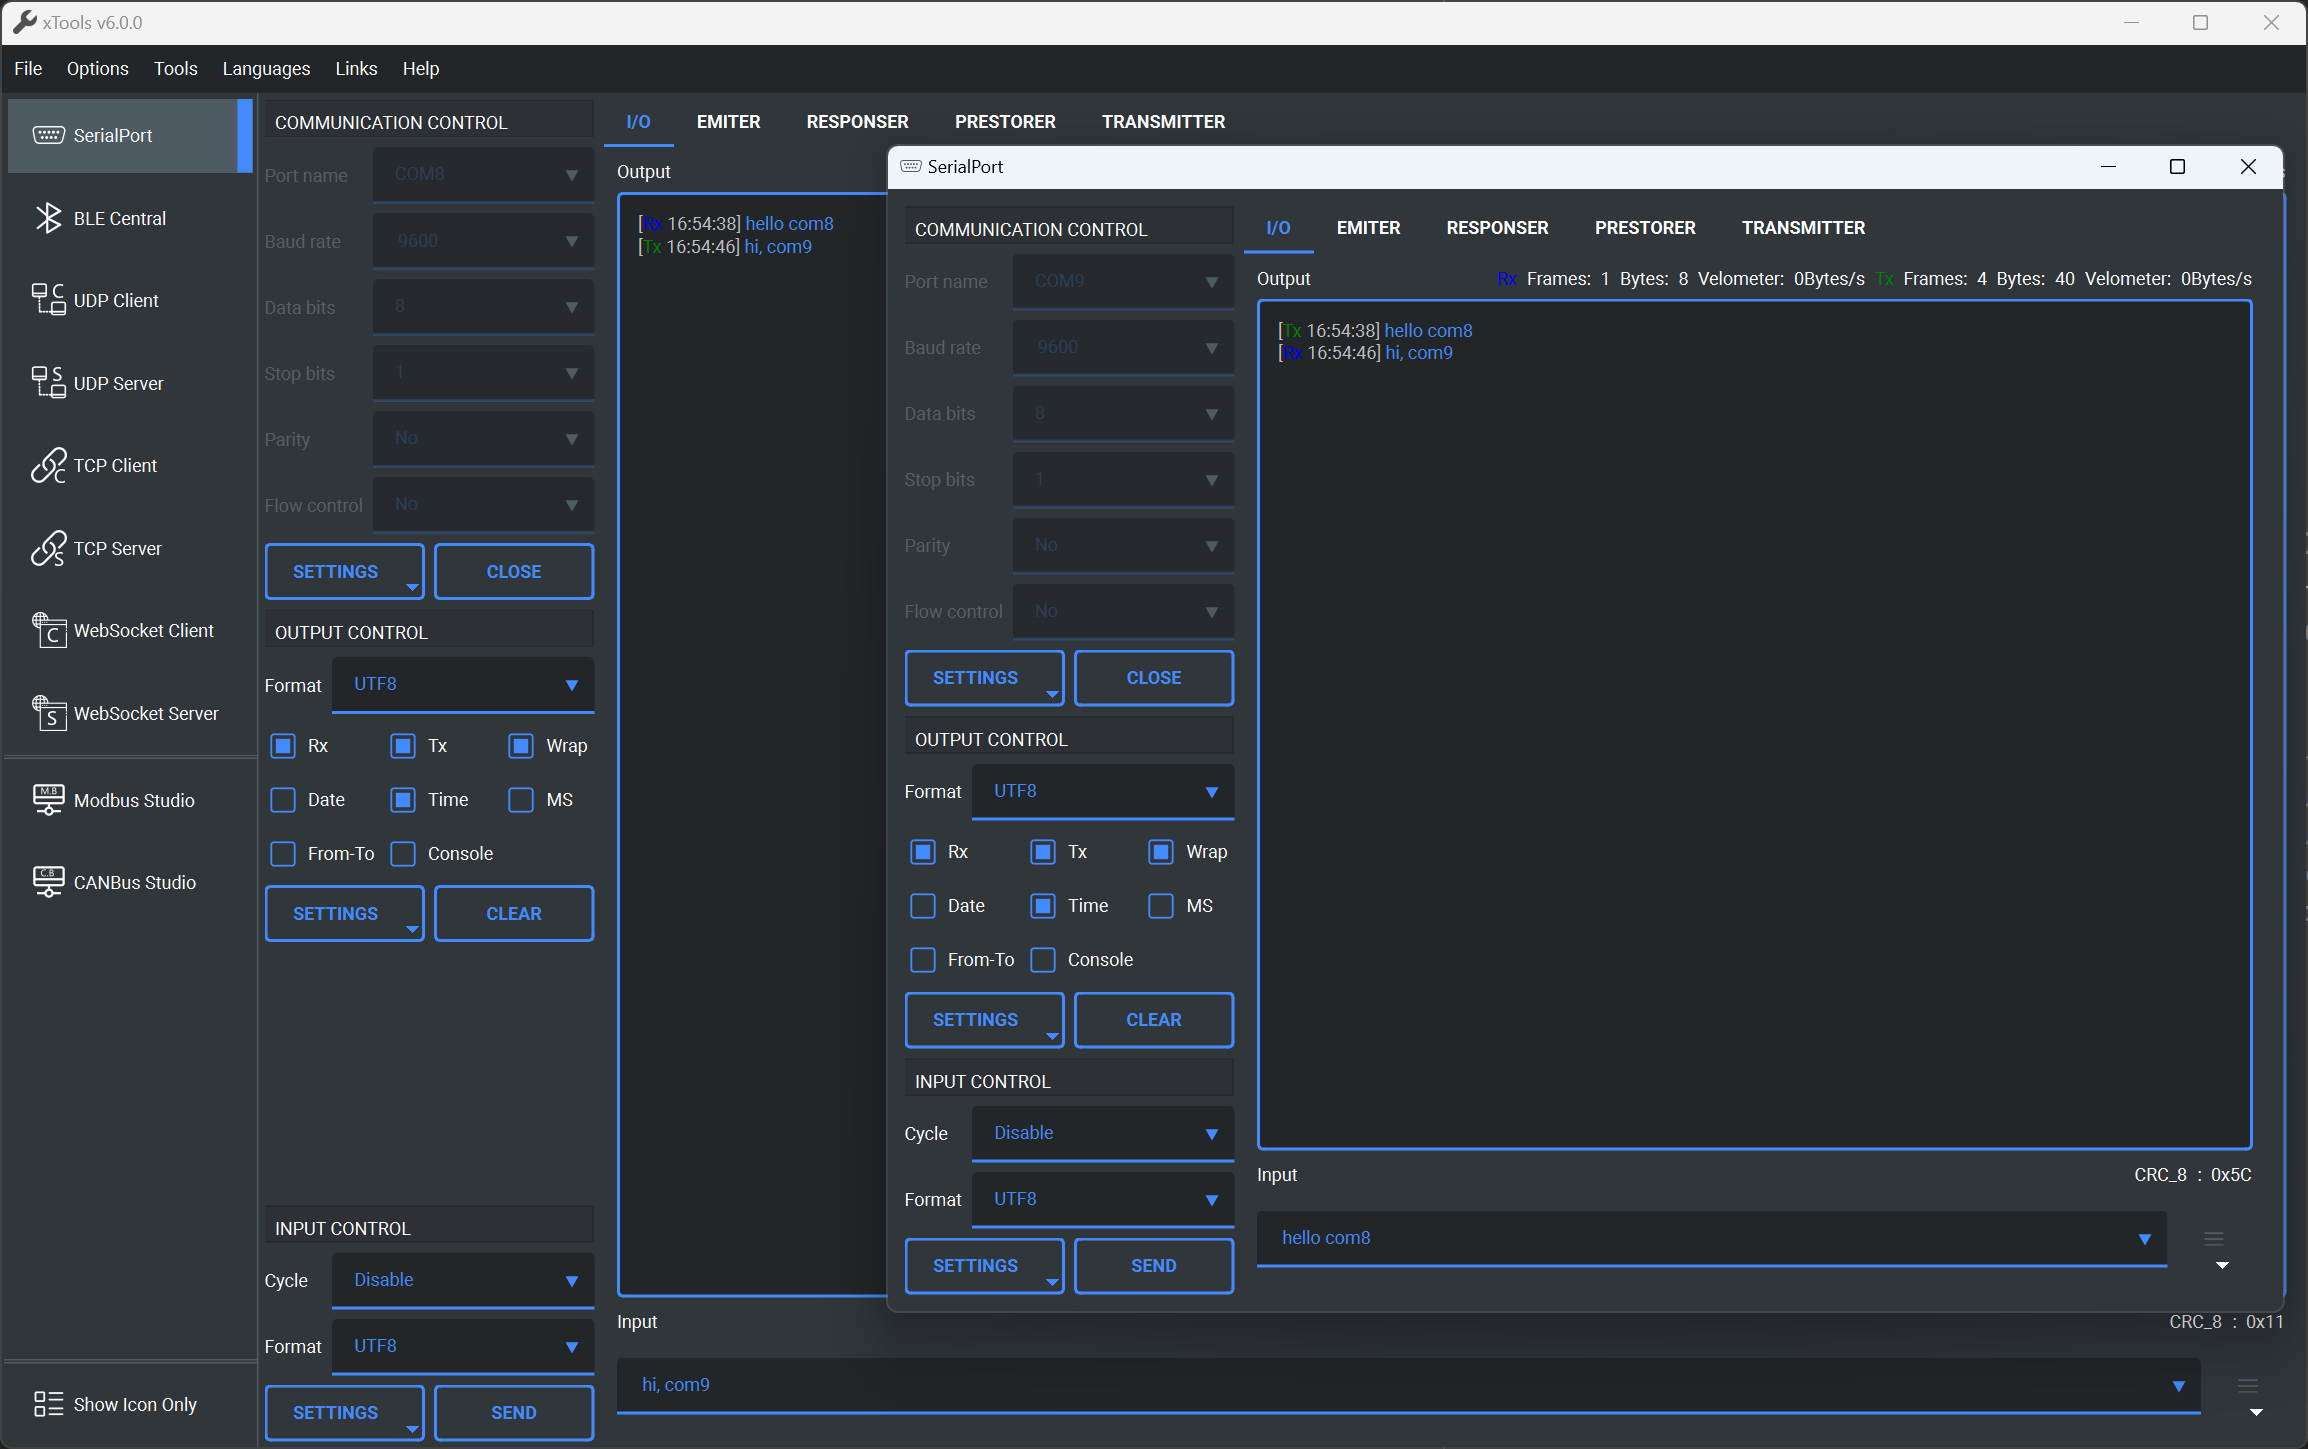 xTools v6.0.0
File Options Tools Languages Links Help
SerialPort
BLE Central
UDP Client
UDP Server
TCP Client
TCP Server
WebSocket Client
WebSocket Server
M.B
Modbus Studio
C.B
CANBus Studio
Show Icon Only
COMMUNICATION CONTROL
Port name COM8
Baud rate 9600
Data bits 8
Stop bits 1
Parity No
Flow control No
SETTINGS CLOSE
OUTPUT CONTROL
Format UTF8
Rx Tx Wrap
Date Time MS
From-To Console
SETTINGS CLEAR
INPUT CONTROL
Cycle Disable
Format UTF8
SETTINGS SEND
I/O EMITER RESPONSER PRESTORER TRANSMITTER
Output
[Rx 16:54:38] hello com8
[Tx 16:54:46] hi, com9
Input CRC_8 : 0x11
hi, com9
SerialPort
COMMUNICATION CONTROL
Port name COM9
Baud rate 9600
Data bits 8
Stop bits 1
Parity No
Flow control No
SETTINGS CLOSE
OUTPUT CONTROL
Format UTF8
Rx Tx Wrap
Date Time MS
From-To Console
SETTINGS CLEAR
INPUT CONTROL
Cycle Disable
Format UTF8
SETTINGS SEND
I/O EMITER RESPONSER PRESTORER TRANSMITTER
Output Rx Frames: 1 Bytes: 8 Velometer: 0Bytes/s Tx Frames: 4 Bytes: 40 Velometer: 0Bytes/s
[Tx 16:54:38] hello com8
[Rx 16:54:46] hi, com9
Input CRC_8 : 0x5C
hello com8